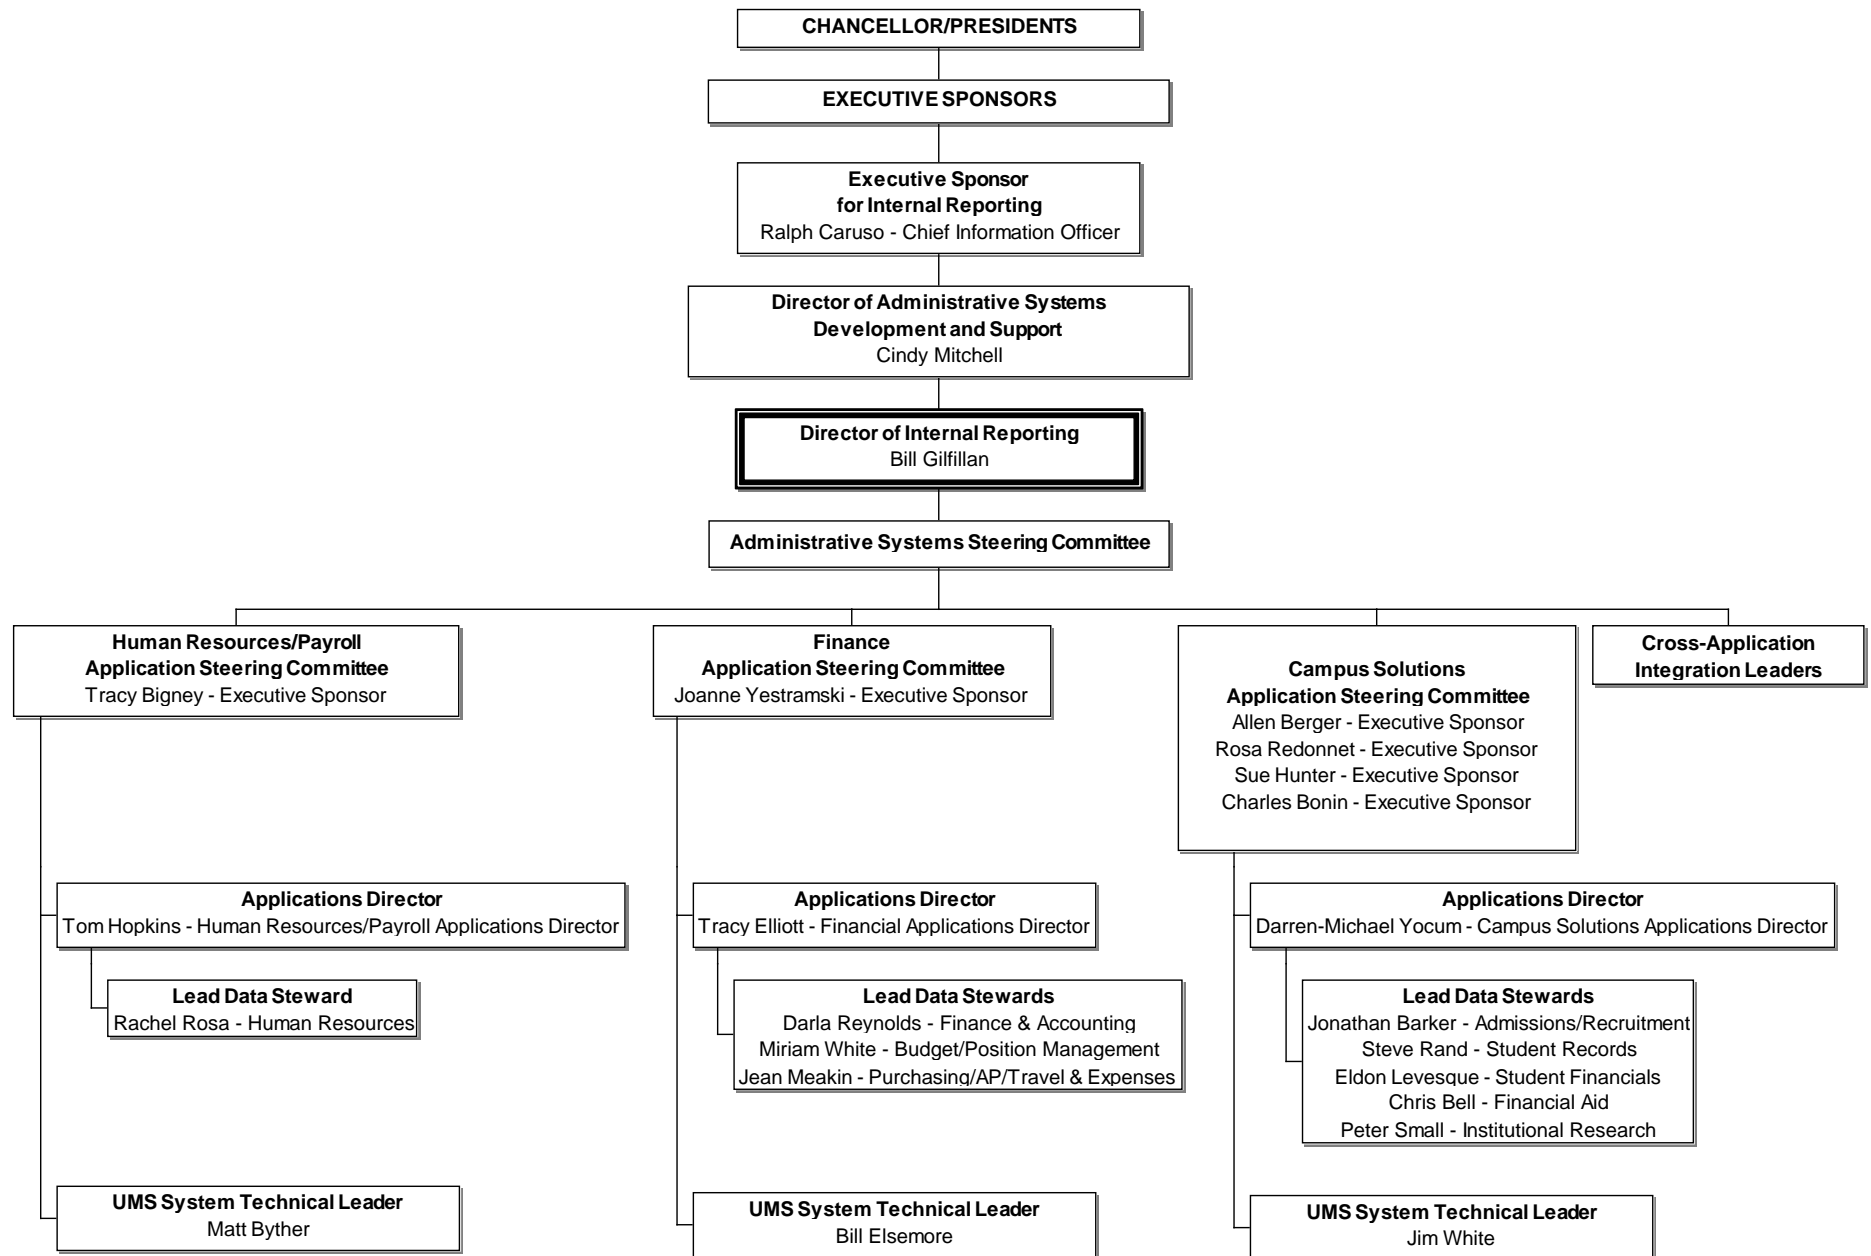 CHANCELLOR/PRESIDENTS
EXECUTIVE SPONSORS
Executive Sponsor
for Internal Reporting
Ralph Caruso - Chief Information Officer
Director of Administrative Systems
Development and Support
Cindy Mitchell
Director of Internal Reporting
Bill Gilfillan
Administrative Systems Steering Committee
Human Resources/Payroll
Application Steering Committee
Tracy Bigney - Executive Sponsor
Finance
Application Steering Committee
Joanne Yestramski - Executive Sponsor
Campus Solutions
Application Steering Committee
Allen Berger - Executive Sponsor
Rosa Redonnet - Executive Sponsor
Sue Hunter - Executive Sponsor
Charles Bonin - Executive Sponsor
Cross-Application
Integration Leaders
Applications Director
Tom Hopkins - Human Resources/Payroll Applications Director
Applications Director
Tracy Elliott - Financial Applications Director
Applications Director
Darren-Michael Yocum - Campus Solutions Applications Director
Lead Data Steward
Rachel Rosa - Human Resources
Lead Data Stewards
Darla Reynolds - Finance & Accounting
Miriam White - Budget/Position Management
Jean Meakin - Purchasing/AP/Travel & Expenses
Lead Data Stewards
Jonathan Barker - Admissions/Recruitment
Steve Rand - Student Records
Eldon Levesque - Student Financials
Chris Bell - Financial Aid
Peter Small - Institutional Research
UMS System Technical Leader
Matt Byther
UMS System Technical Leader
Bill Elsemore
UMS System Technical Leader
Jim White